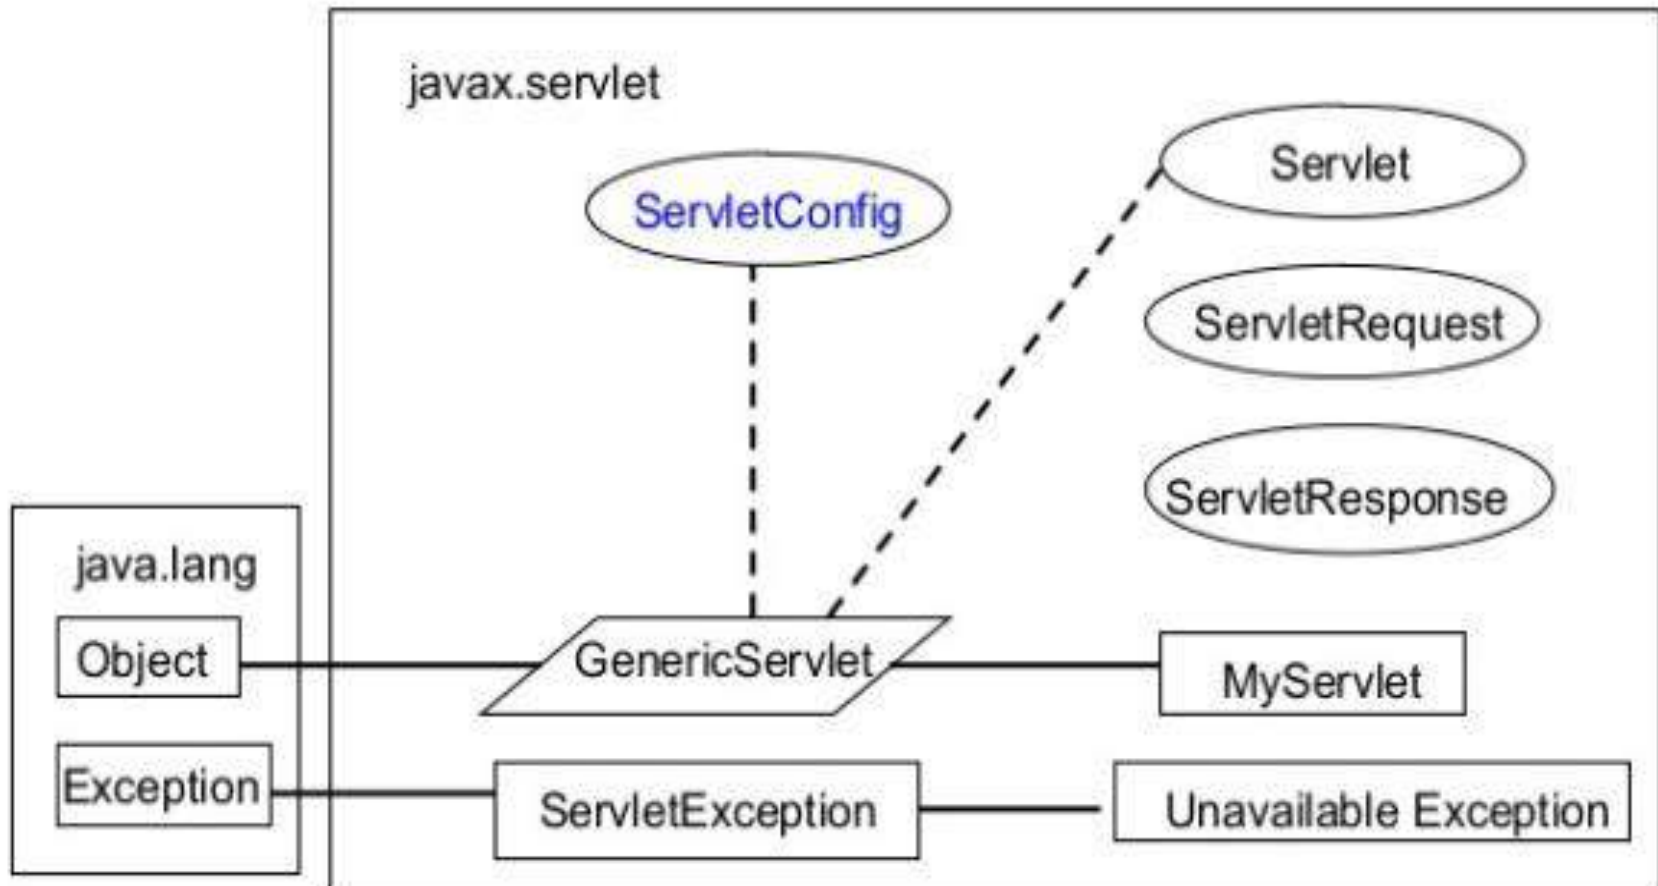 javax.servlet
Servlet
ServletConfig
ServletRequest
ServletResponse
java.lang
Object
GenericServlet
MyServlet
Exception
ServletException
Unavailable Exception